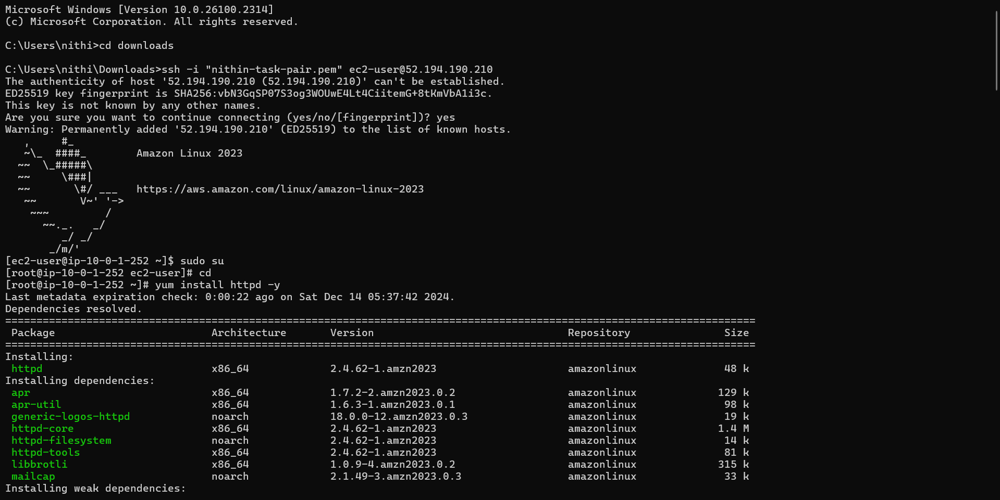 Microsoft Windows [Version 10.0.26100.2314]
(c) Microsoft Corporation. All rights reserved.

C:\Users\nithi>cd downloads

C:\Users\nithi\Downloads>ssh -i "nithin-task-pair.pem" ec2-user@52.194.190.210
The authenticity of host '52.194.190.210 (52.194.190.210)' can't be established.
ED25519 key fingerprint is SHA256:vbN3GqSP07S3og3WOUwE4Lt4CiitemG+8tKmVbA1i3c.
This key is not known by any other names.
Are you sure you want to continue connecting (yes/no/[fingerprint])? yes
Warning: Permanently added '52.194.190.210' (ED25519) to the list of known hosts.
   ,     #_
   ~\_  ####_        Amazon Linux 2023
  ~~  \_#####\
  ~~     \###|
  ~~       \#/ ___   https://aws.amazon.com/linux/amazon-linux-2023
   ~~       V~' '->
    ~~~         /
      ~~._.   _/
         _/ _/
       _/m/'
[ec2-user@ip-10-0-1-252 ~]$ sudo su
[root@ip-10-0-1-252 ec2-user]# cd
[root@ip-10-0-1-252 ~]# yum install httpd -y
Last metadata expiration check: 0:00:22 ago on Sat Dec 14 05:37:42 2024.
Dependencies resolved.
========================================================================================================================
 Package                         Architecture       Version                               Repository               Size
========================================================================================================================
Installing:
 httpd                           x86_64             2.4.62-1.amzn2023                     amazonlinux              48 k
Installing dependencies:
 apr                             x86_64             1.7.2-2.amzn2023.0.2                  amazonlinux             129 k
 apr-util                        x86_64             1.6.3-1.amzn2023.0.1                  amazonlinux              98 k
 generic-logos-httpd             noarch             18.0.0-12.amzn2023.0.3                amazonlinux              19 k
 httpd-core                      x86_64             2.4.62-1.amzn2023                     amazonlinux             1.4 M
 httpd-filesystem                noarch             2.4.62-1.amzn2023                     amazonlinux              14 k
 httpd-tools                     x86_64             2.4.62-1.amzn2023                     amazonlinux              81 k
 libbrotli                       x86_64             1.0.9-4.amzn2023.0.2                  amazonlinux             315 k
 mailcap                         noarch             2.1.49-3.amzn2023.0.3                 amazonlinux              33 k
Installing weak dependencies: